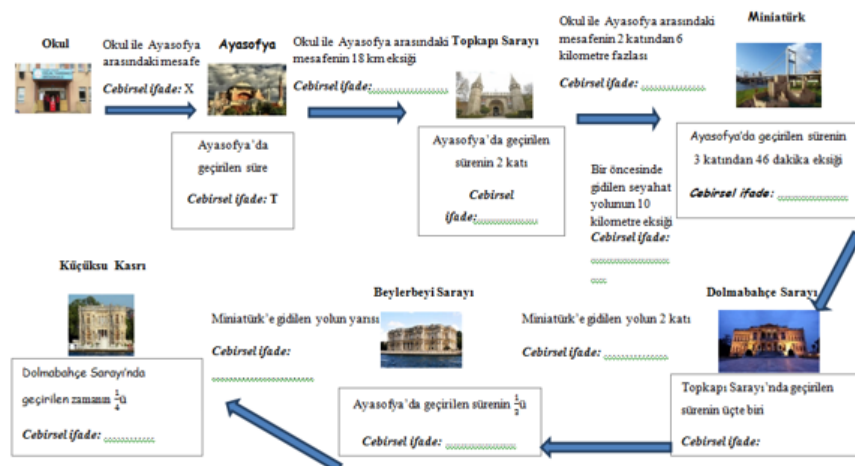 Okul
Okul ile Ayasofya
arasındaki mesafe
Cebirsel ifade: X
Ayasofya
Ayasofya'da
geçirilen süre
Cebirsel ifade: T
Okul ile Ayasofya arasındaki
mesafenin 18 km eksiği
Cebirsel ifade:
Topkapı Sarayı
Ayasofya'da geçirilen
sürenin 2 katı
Cebirsel
ifade:
Okul ile Ayasofya arasındaki
mesafenin 2 katından 6
kilometre fazlası
Cebirsel ifade:
Miniatürk
Ayasofya'da geçirilen sürenin
3 katından 46 dakika eksiği
Cebirsel ifade:
Bir öncesinde
gidilen seyahat
yolunun 10
kilometre eksiği
Cebirsel ifade:
Dolmabahçe Sarayı
Topkapı Sarayı'nda geçirilen
sürenin üçte biri
Cebirsel ifade:
Miniatürk'e gidilen yolun 2 katı
Cebirsel ifade:
Beylerbeyi Sarayı
Ayasofya'da geçirilen sürenin
Cebirsel ifade:
Miniatürk'e gidilen yolun yarısı
Cebirsel ifade:
Küçüksu Kasrı
Dolmabahçe Sarayı'nda
geçirilen zamanın 1/4 ü
Cebirsel ifade: